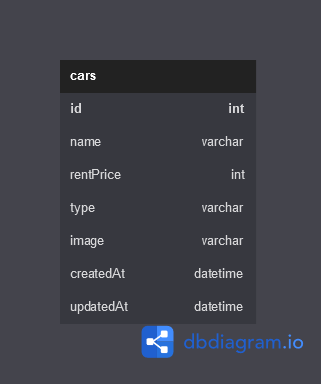 cars
id int
name varchar
rentPrice int
type varchar
image varchar
createdAt datetime
updatedAt datetime
dbdiagram.io